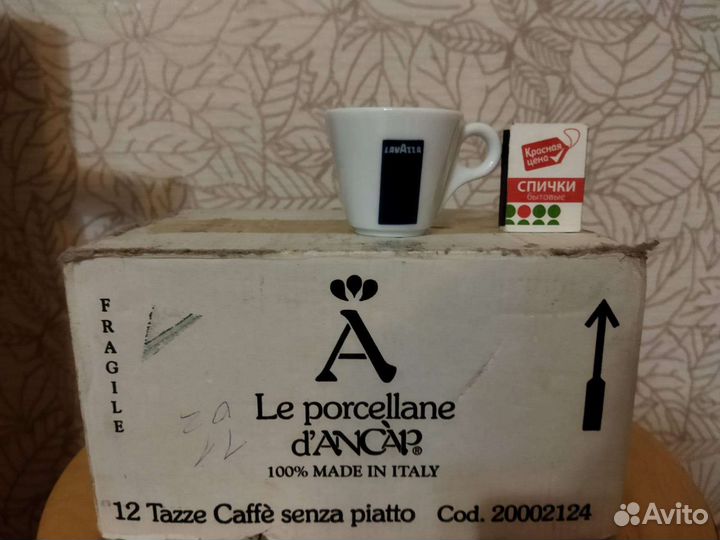 LAVAZZA
Красная
цена
СПИЧКИ
бытовые
FRAGILE
A
Le porcellane
d'ANCÀP®
100% MADE IN ITALY
12 Tazze Caffè senza piatto Cod. 20002124
Avito